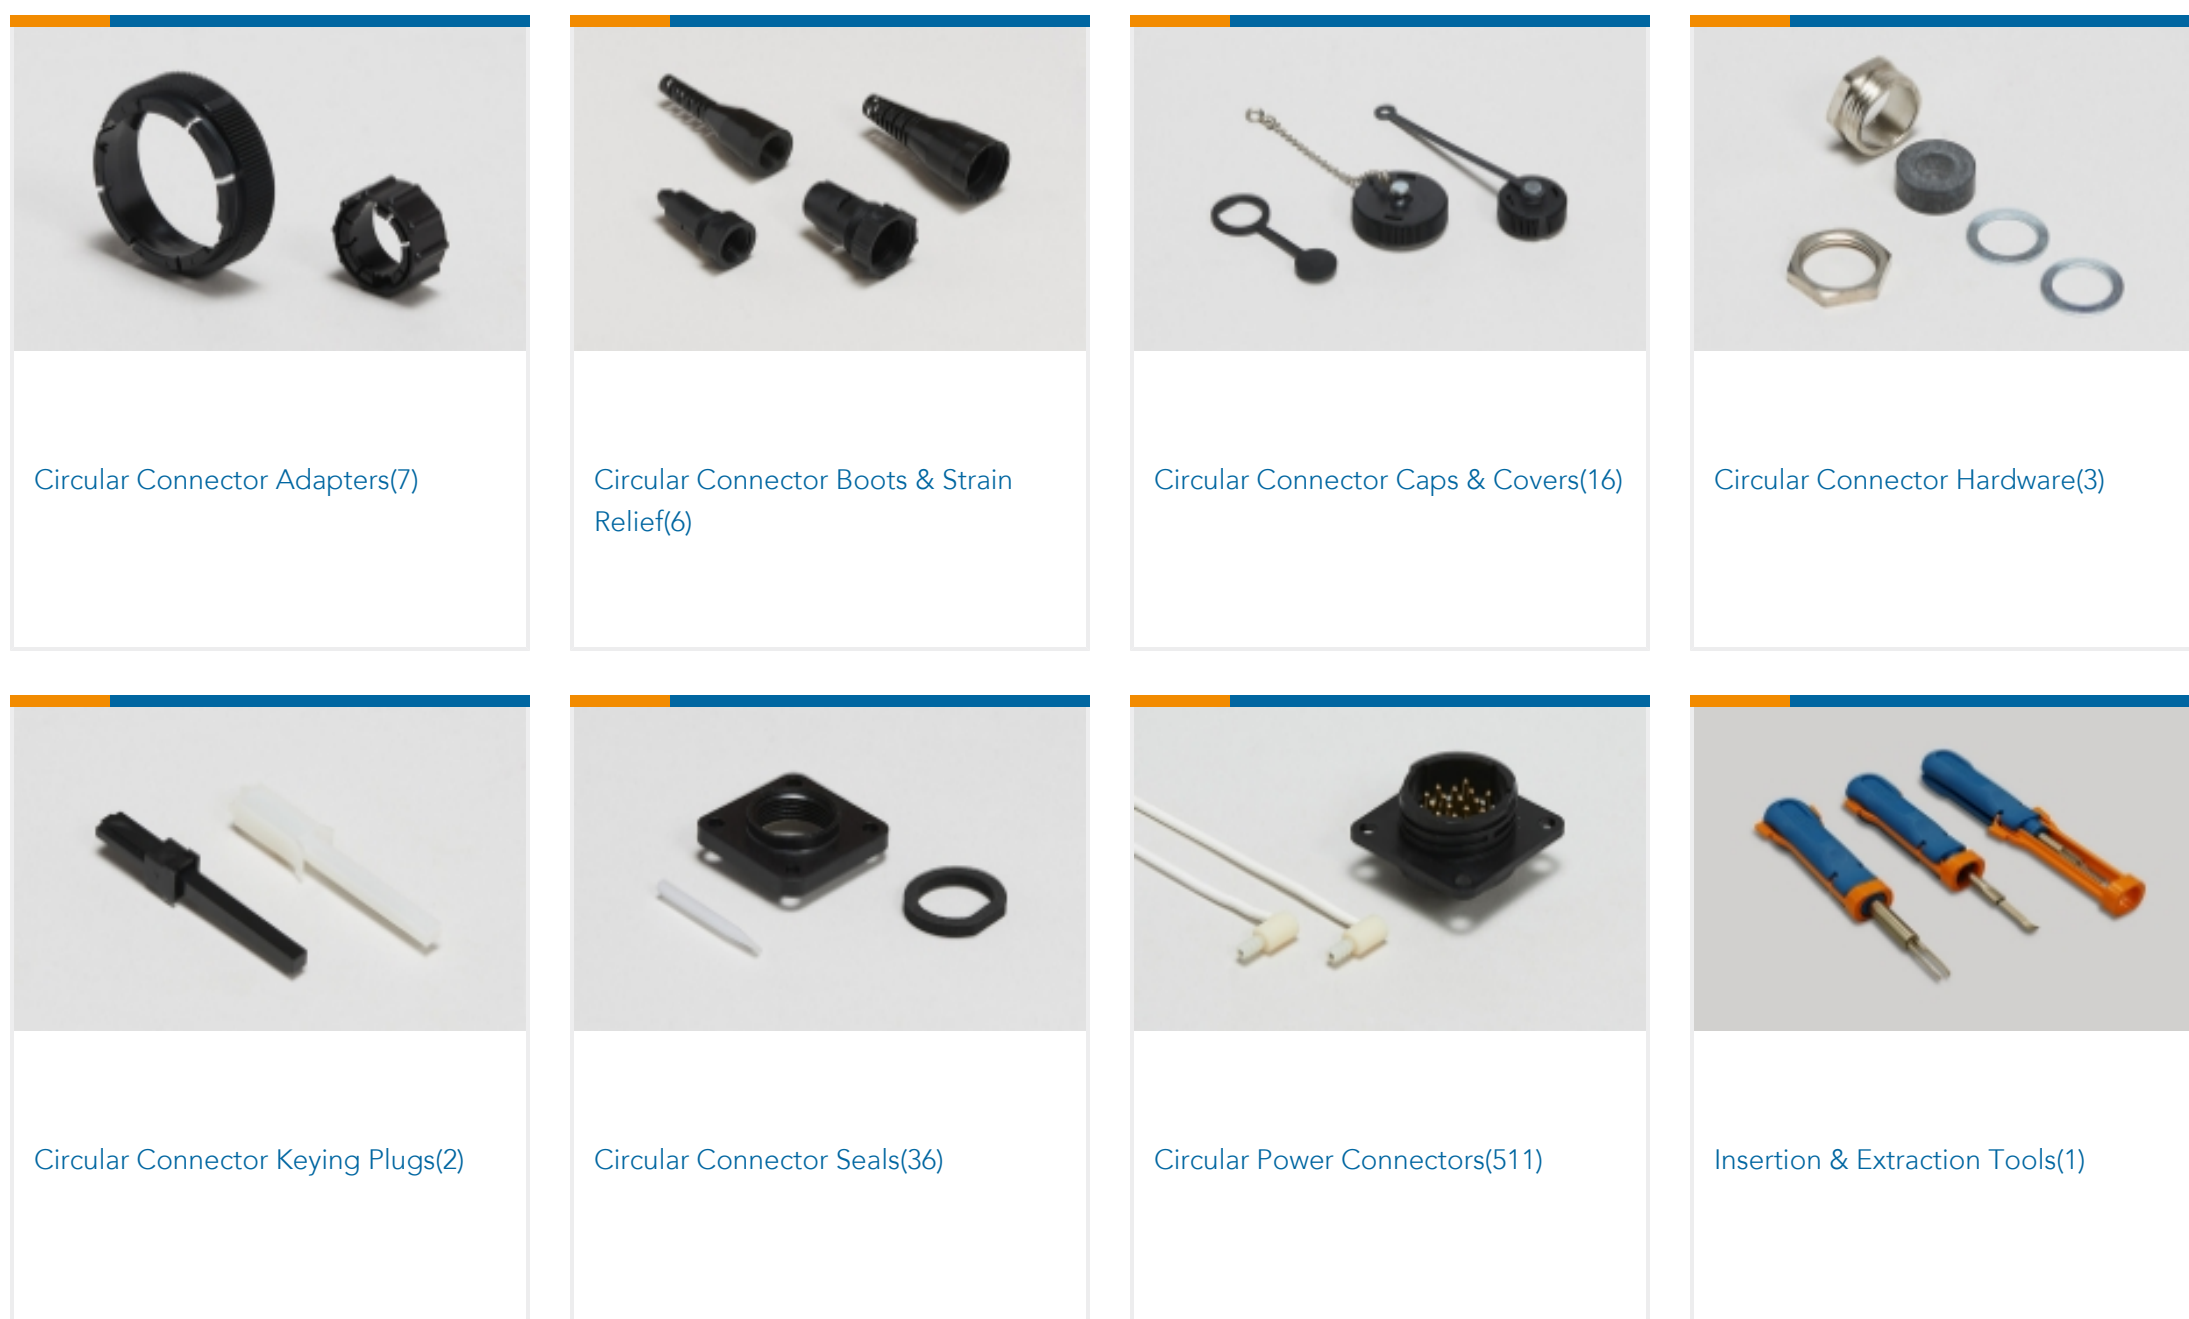 Circular Connector Adapters(7)
Circular Connector Boots & Strain
Relief(6)
Circular Connector Caps & Covers(16)
Circular Connector Hardware(3)
Circular Connector Keying Plugs(2)
Circular Connector Seals(36)
Circular Power Connectors(511)
Insertion & Extraction Tools(1)